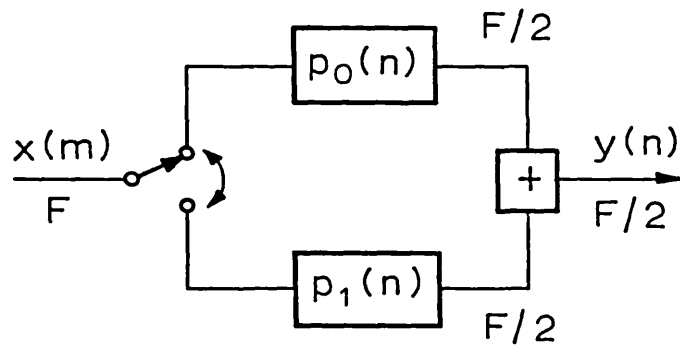 F/2
p₀(n)
x(m)
y(n)
+
F
F/2
p₁(n)
F/2